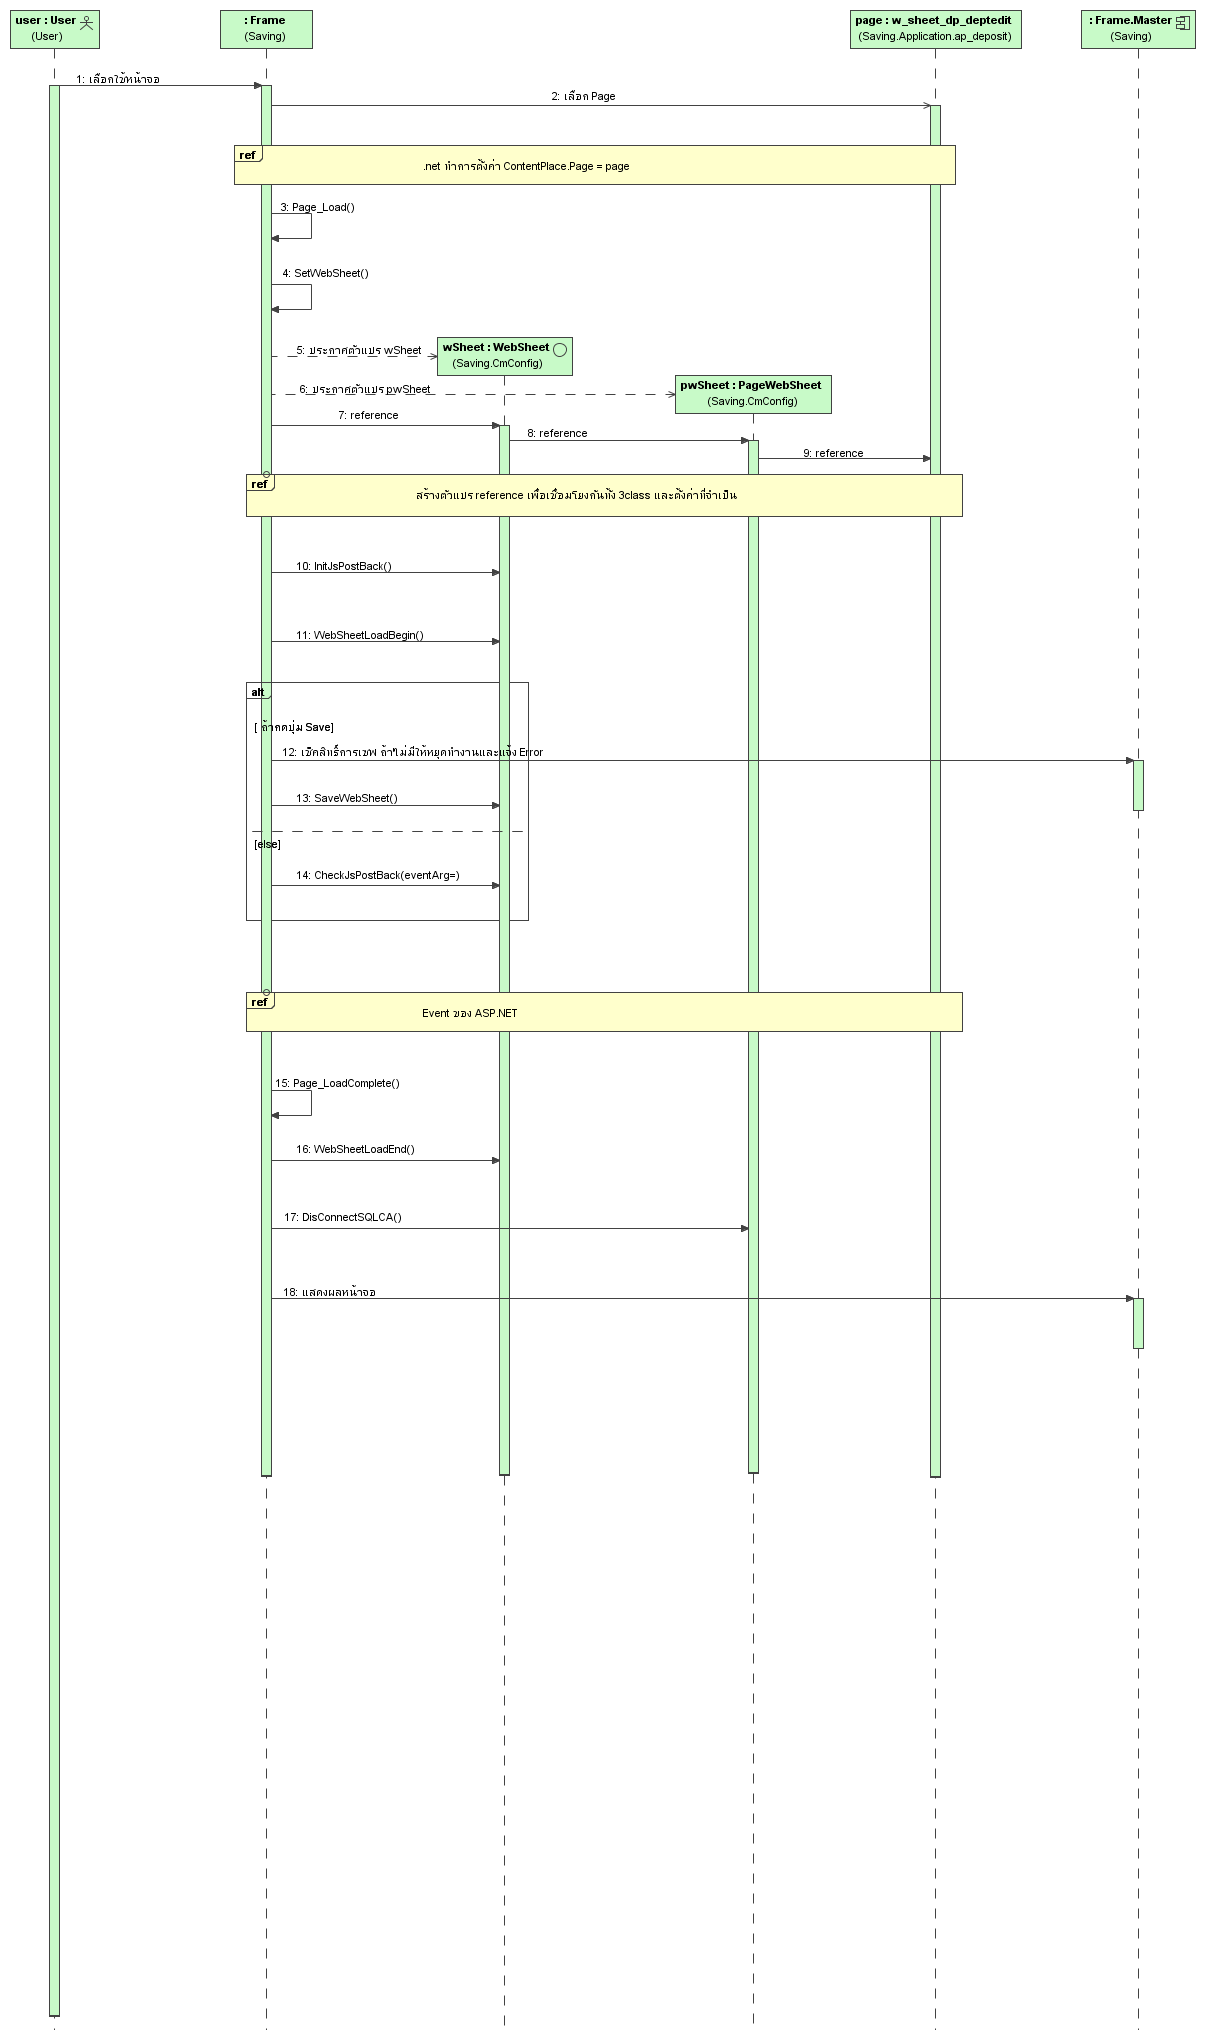 user : User
(User)
: Frame
(Saving)
page : w_sheet_dp_deptedit
(Saving.Application.ap_deposit)
: Frame.Master
(Saving)
1: เลือกใช้หน้าจอ
2: เลือก Page
ref
.net ทำการตั้งค่า ContentPlace.Page = page
3: Page_Load()
4: SetWebSheet()
5: ประกาศตัวแปร wSheet
wSheet : WebSheet
(Saving.CmConfig)
6: ประกาศตัวแปร pwSheet
pwSheet : PageWebSheet
(Saving.CmConfig)
7: reference
8: reference
9: reference
ref
สร้างตัวแปร reference เพื่อเชื่อมโยงกันทั้ง 3class และตั้งค่าที่จำเป็น
10: InitJsPostBack()
11: WebSheetLoadBegin()
alt
[ ถ้ากดปุ่ม Save]
12: เช็คสิทธิ์การเซฟ ถ้าไม่มีให้หยุดทำงานและแจ้ง Error
13: SaveWebSheet()
[else]
14: CheckJsPostBack(eventArg=)
ref
Event ของ ASP.NET
15: Page_LoadComplete()
16: WebSheetLoadEnd()
17: DisConnectSQLCA()
18: แสดงผลหน้าจอ